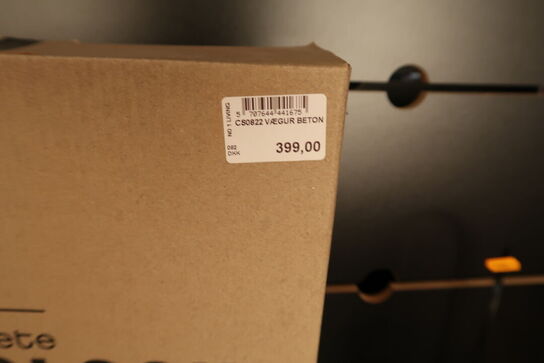 NO 1 LIVING
5 707644 441675
CS0822 VÆGUR BETON
092
DKK
399,00
ete